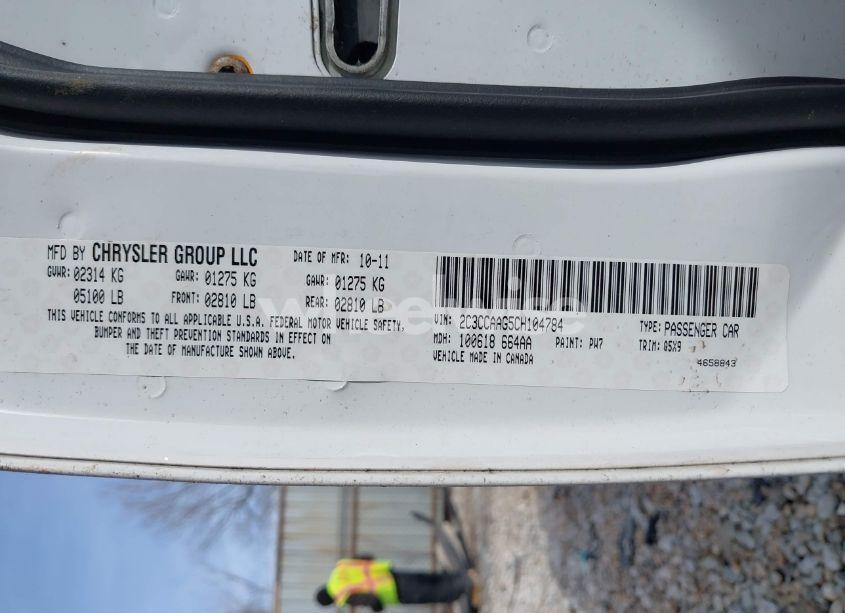 MFD BY CHRYSLER GROUP LLC
DATE OF MFR: 10-11
GVWR: 02314 KG
GAWR: 01275 KG
GAWR: 01275 KG
05100 LB
FRONT: 02810 LB
REAR: 02810 LB
THIS VEHICLE CONFORMS TO ALL APPLICABLE U.S.A. FEDERAL MOTOR VEHICLE SAFETY,
BUMPER AND THEFT PREVENTION STANDARDS IN EFFECT ON
THE DATE OF MANUFACTURE SHOWN ABOVE.
VIN: 2C3CCAAG5CH104784
TYPE: PASSENGER CAR
MDH: 100618 664AA
PAINT: PW7
TRIM: Q5X9
VEHICLE MADE IN CANADA
4658843